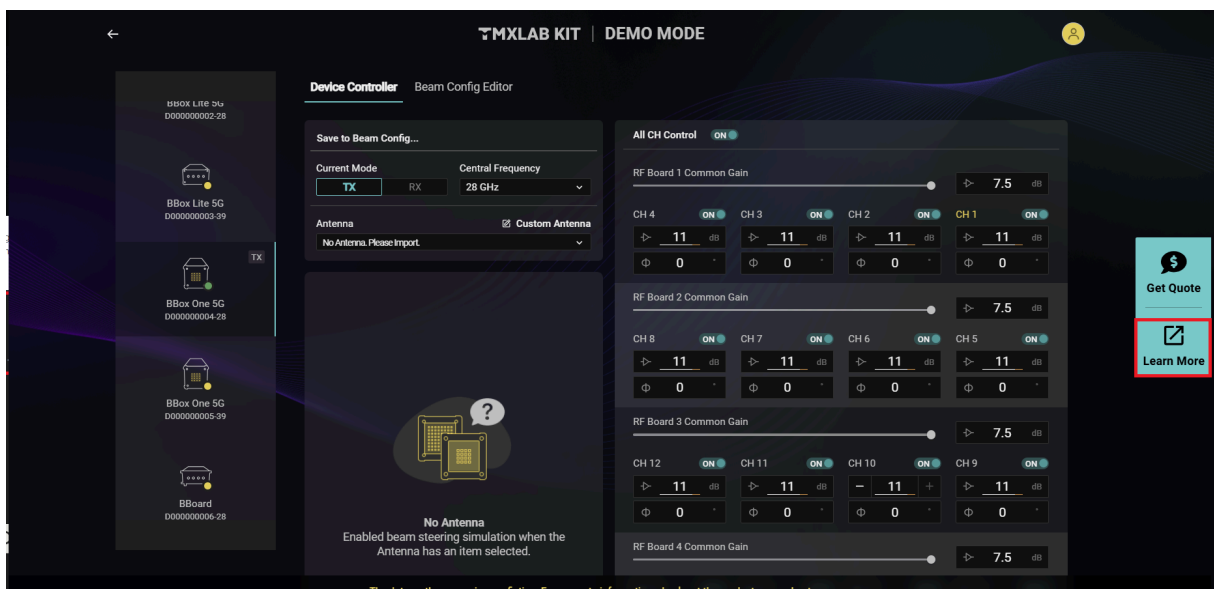 TMXLAB KIT | DEMO MODE
BBox Lite 5G
D000000002-28
BBox Lite 5G
D000000003-39
TX
BBox One 5G
D000000004-28
BBox One 5G
D000000005-39
BBoard
D000000006-28
Device Controller Beam Config Editor
Save to Beam Config...
Current Mode Central Frequency
TX RX 28 GHz
Antenna Custom Antenna
No Antenna. Please Import.
?
No Antenna
Enabled beam steering simulation when the
Antenna has an item selected.
All CH Control ON
RF Board 1 Common Gain 7.5 dB
CH 4 ON CH 3 ON CH 2 ON CH 1 ON
11 dB 11 dB 11 dB 11 dB
Φ 0 ° Φ 0 ° Φ 0 ° Φ 0 °
RF Board 2 Common Gain 7.5 dB
CH 8 ON CH 7 ON CH 6 ON CH 5 ON
11 dB 11 dB 11 dB 11 dB
Φ 0 ° Φ 0 ° Φ 0 ° Φ 0 °
RF Board 3 Common Gain 7.5 dB
CH 12 ON CH 11 ON CH 10 ON CH 9 ON
11 dB 11 dB − 11 + 11 dB
Φ 0 ° Φ 0 ° Φ 0 ° Φ 0 °
RF Board 4 Common Gain 7.5 dB
$
Get Quote
Learn More